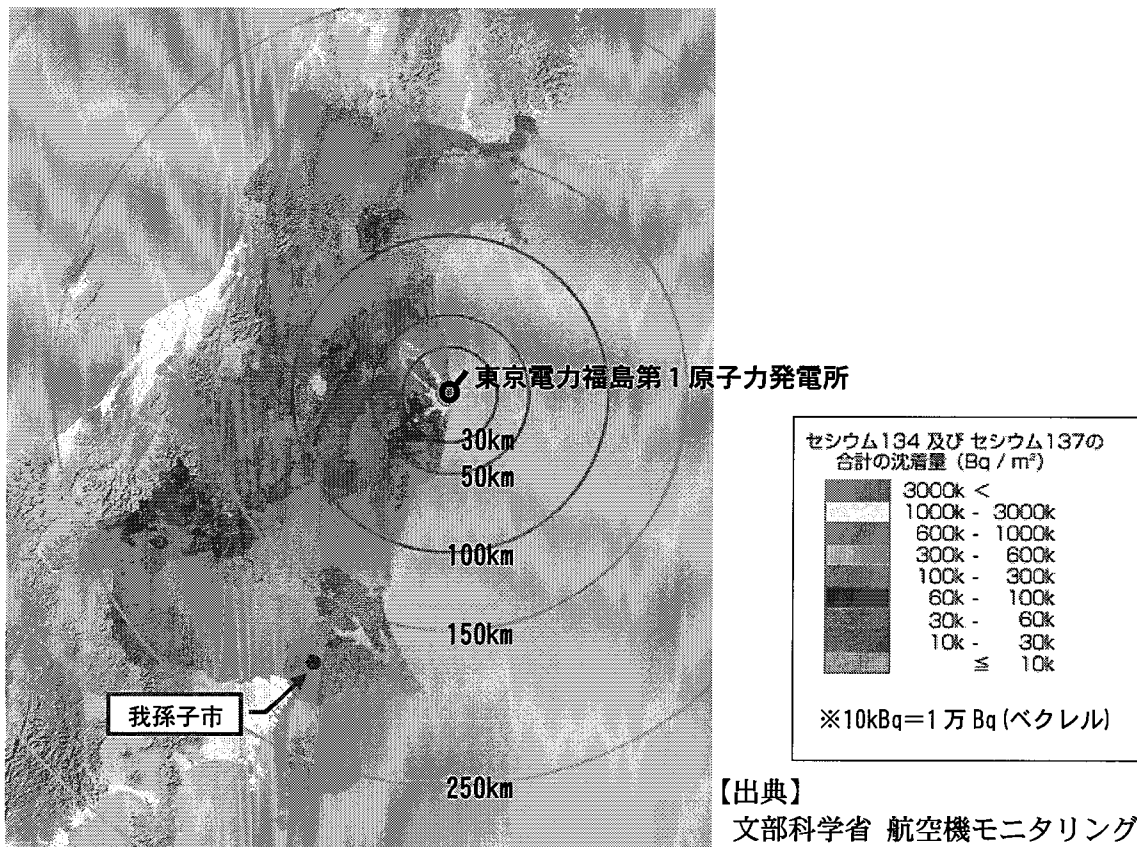 東京電力福島第1原子力発電所
30km
50km
100km
150km
250km
我孫子市
セシウム134 及び セシウム137の
合計の沈着量 (Bq / m²)
3000k <
1000k - 3000k
600k - 1000k
300k - 600k
100k - 300k
60k - 100k
30k - 60k
10k - 30k
≦ 10k
※10kBq=1万Bq(ベクレル)
【出典】
文部科学省 航空機モニタリング